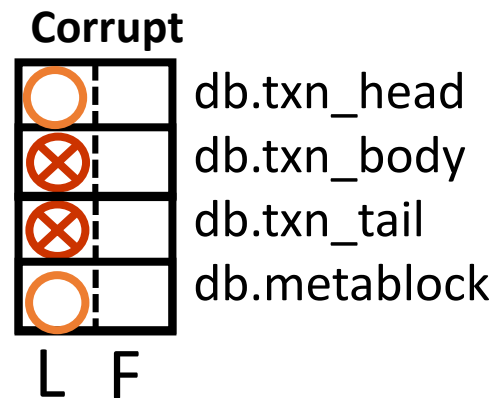 Corrupt
db.txn_head
db.txn_body
db.txn_tail
db.metablock
L F